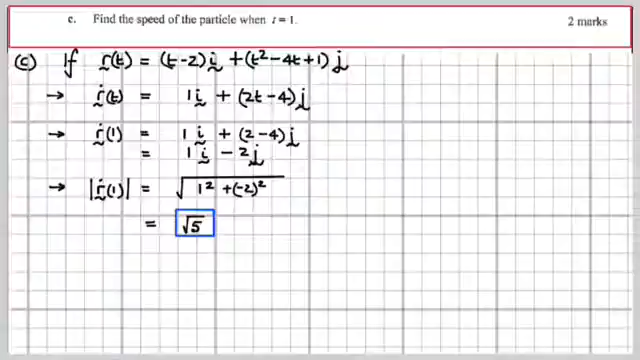 c. Find the speed of the particle when t = 1. 2 marks
(c) If r(t) = (t-2)i + (t² - 4t + 1)j
→ ṙ(t) = 1i + (2t - 4)j
→ ṙ(1) = 1i + (2 - 4)j
= 1i - 2j
→ |ṙ(1)| = √(1² + (-2)²)
= √5